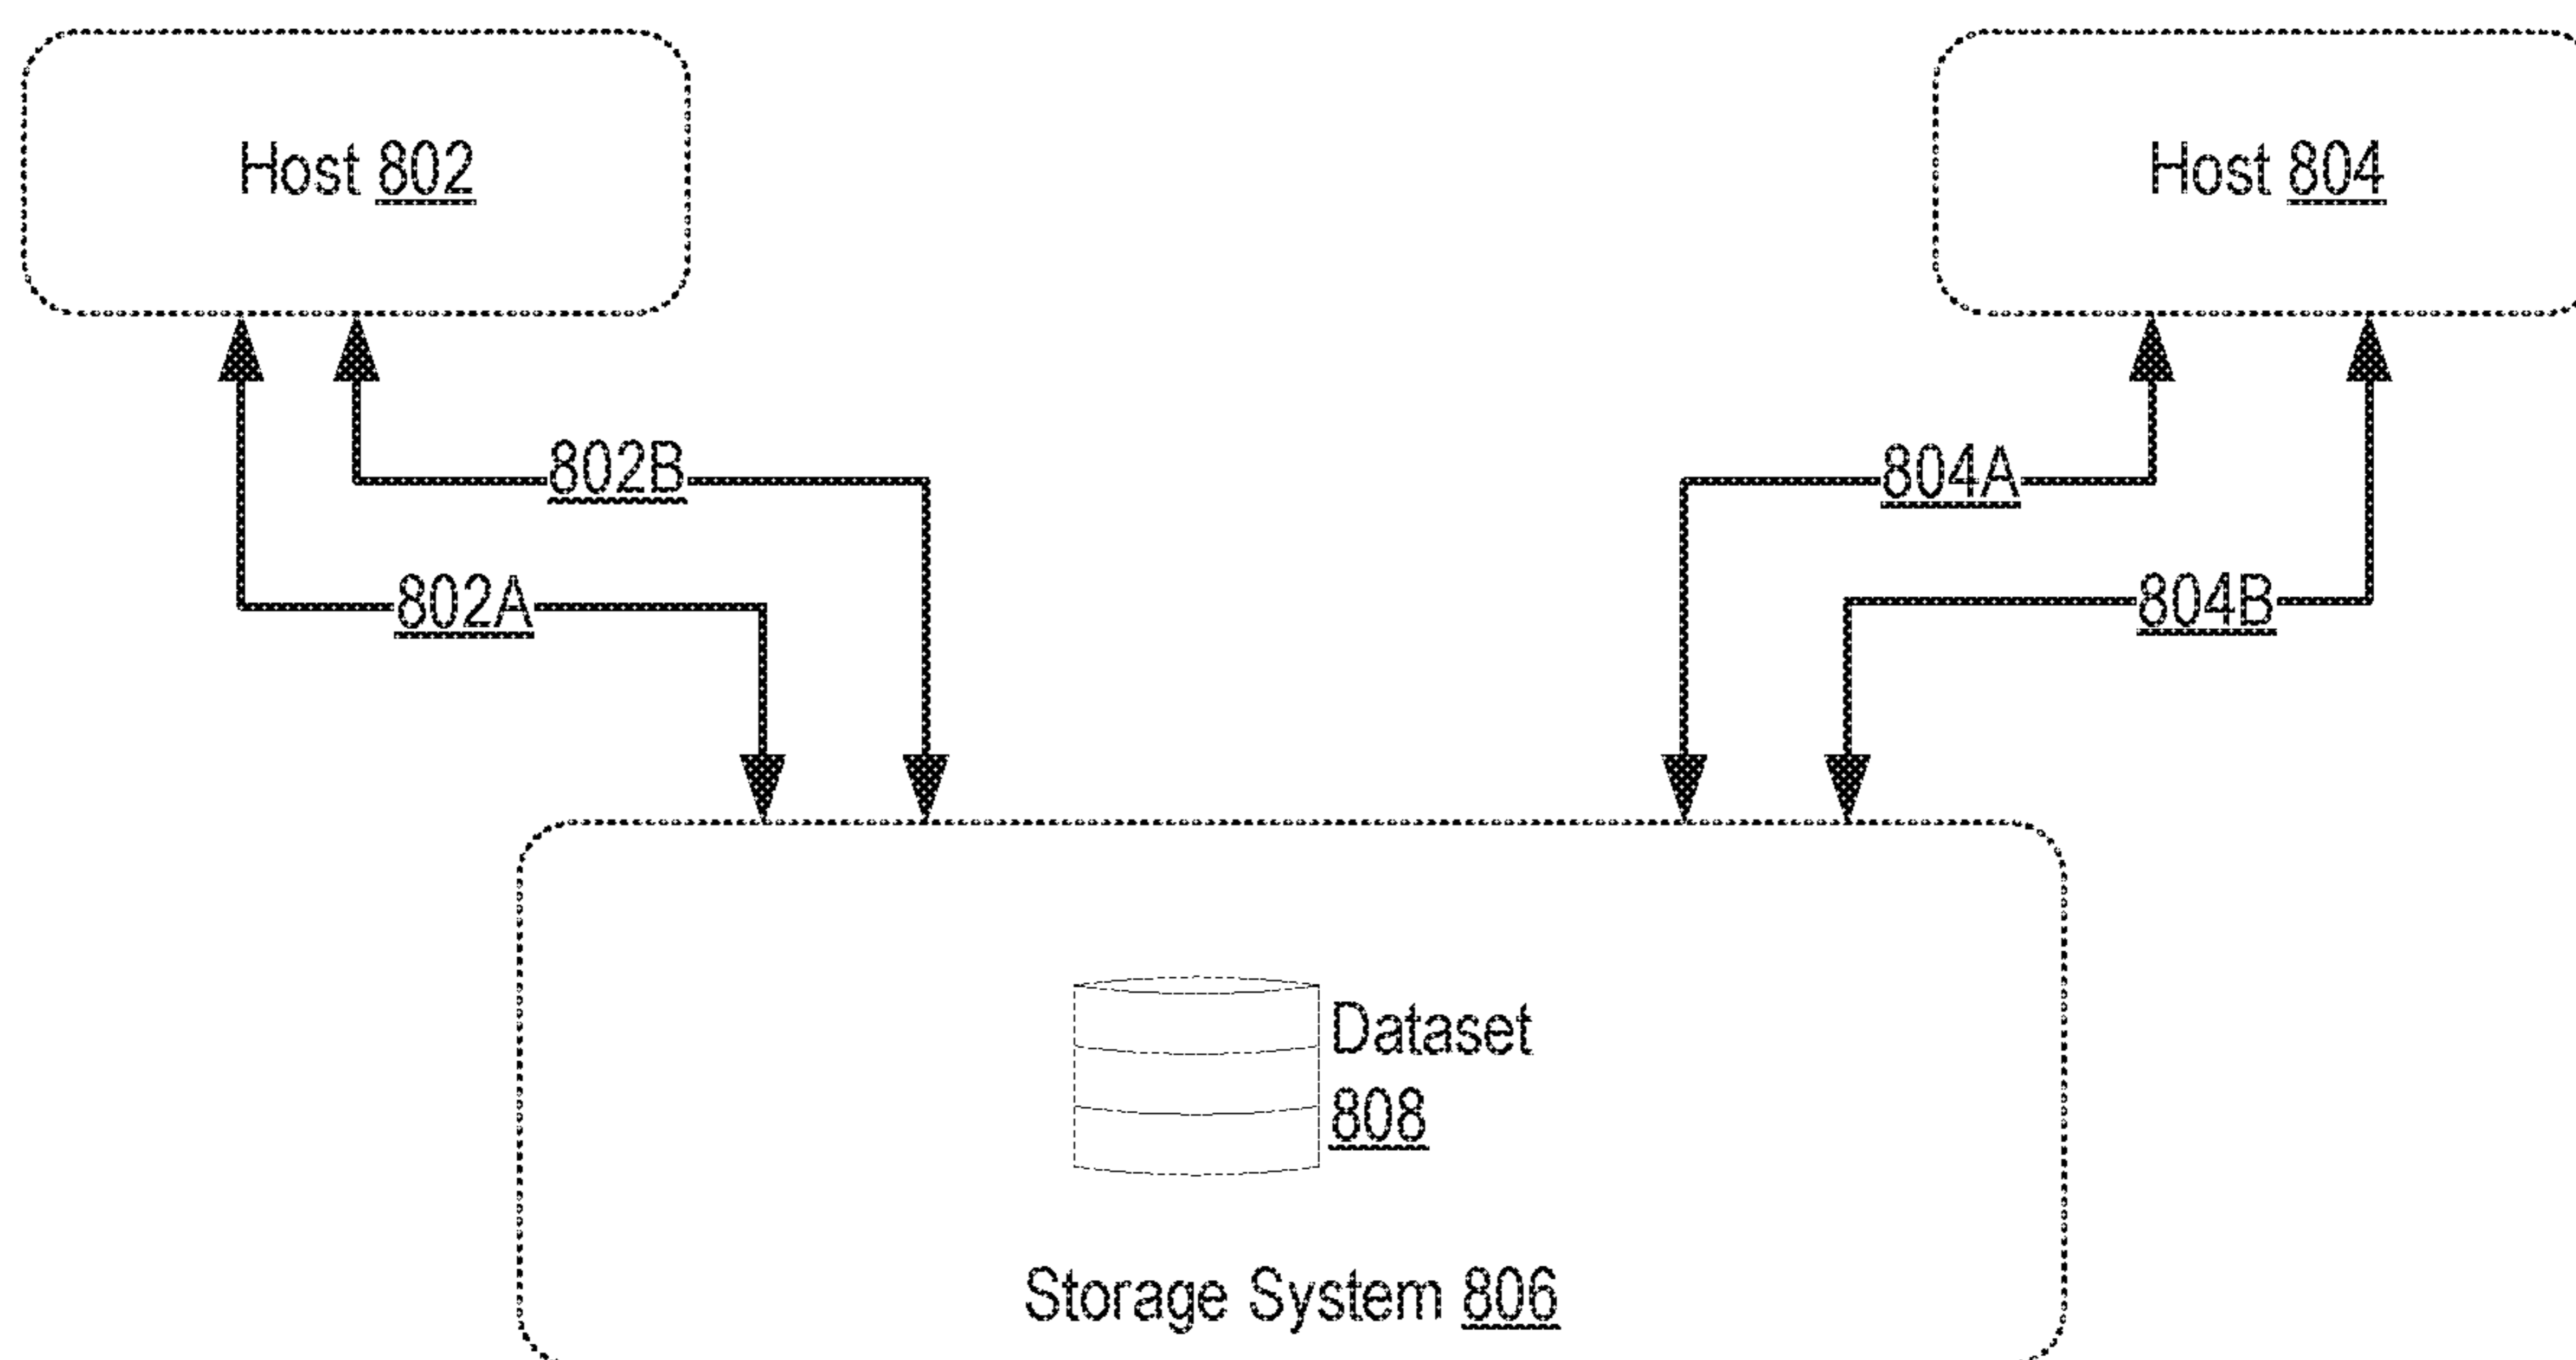 Host 802
Host 804
802B
804A
802A
804B
Dataset
808
Storage System 806